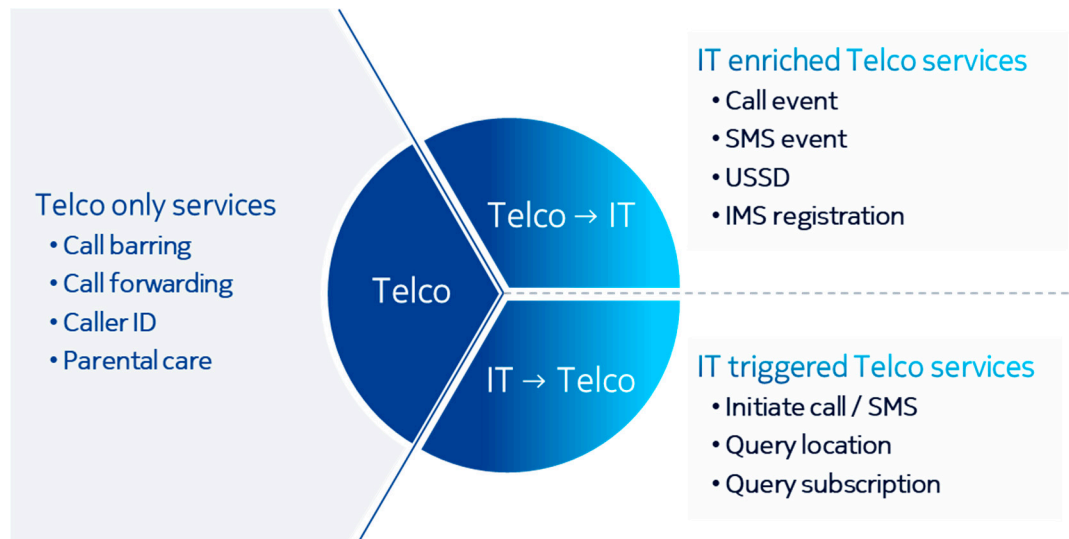 Telco only services
• Call barring
• Call forwarding
• Caller ID
• Parental care
Telco
Telco → IT
IT → Telco
IT enriched Telco services
• Call event
• SMS event
• USSD
• IMS registration
IT triggered Telco services
• Initiate call / SMS
• Query location
• Query subscription